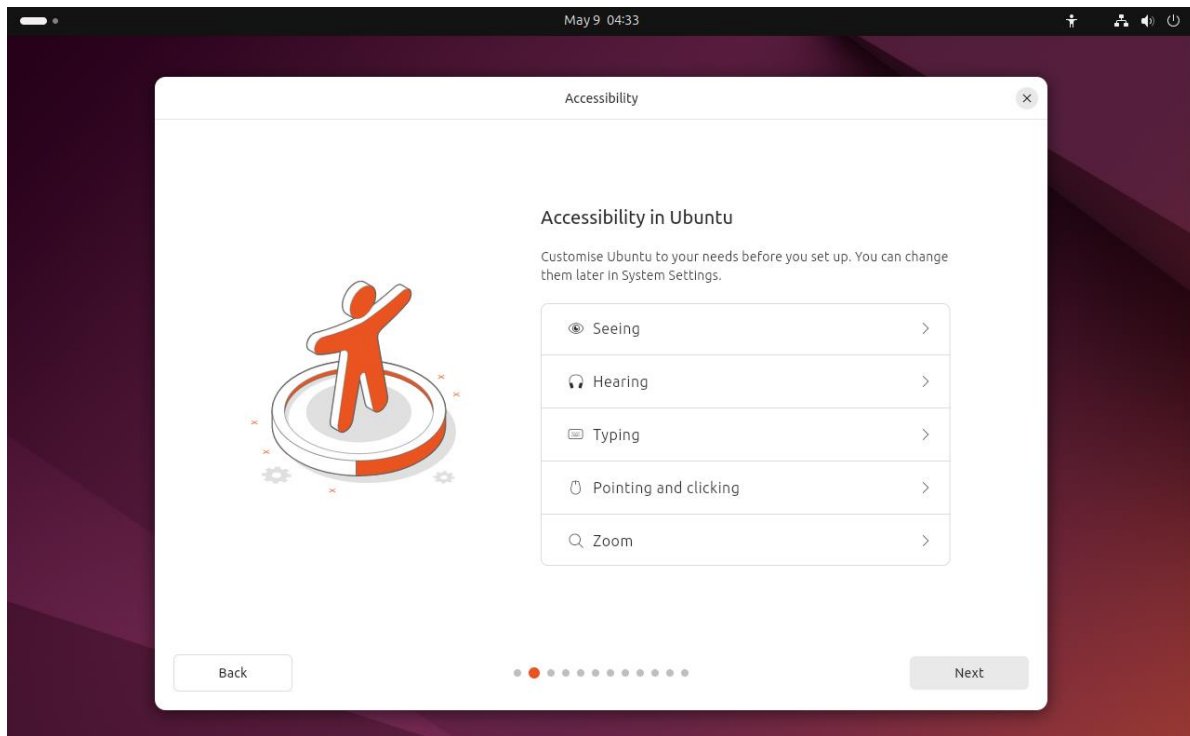 May 9 04:33
Accessibility
Accessibility in Ubuntu
Customise Ubuntu to your needs before you set up. You can change
them later in System Settings.
Seeing
Hearing
Typing
Pointing and clicking
Zoom
Back
Next